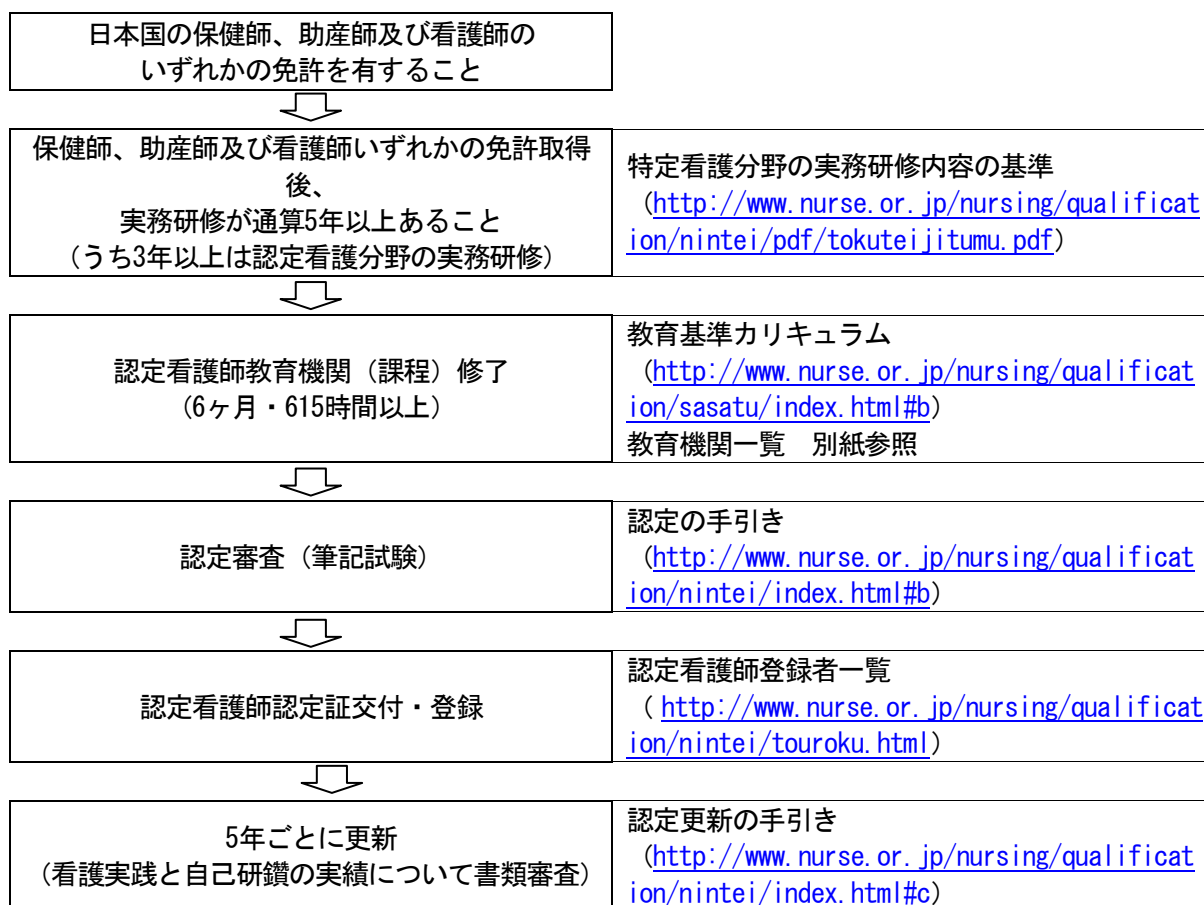 日本国の保健師、助産師及び看護師の
いずれかの免許を有すること
保健師、助産師及び看護師いずれかの免許取得
後、
実務研修が通算5年以上あること
(うち3年以上は認定看護分野の実務研修)
特定看護分野の実務研修内容の基準
(http://www.nurse.or.jp/nursing/qualificat
ion/nintei/pdf/tokuteijitumu.pdf)
認定看護師教育機関（課程）修了
(6ヶ月・615時間以上)
教育基準カリキュラム
(http://www.nurse.or.jp/nursing/qualificat
ion/sasatu/index.html#b)
教育機関一覧　別紙参照
認定審査（筆記試験）
認定の手引き
(http://www.nurse.or.jp/nursing/qualificat
ion/nintei/index.html#b)
認定看護師認定証交付・登録
認定看護師登録者一覧
( http://www.nurse.or.jp/nursing/qualificat
ion/nintei/touroku.html)
5年ごとに更新
(看護実践と自己研鑽の実績について書類審査)
認定更新の手引き
(http://www.nurse.or.jp/nursing/qualificat
ion/nintei/index.html#c)